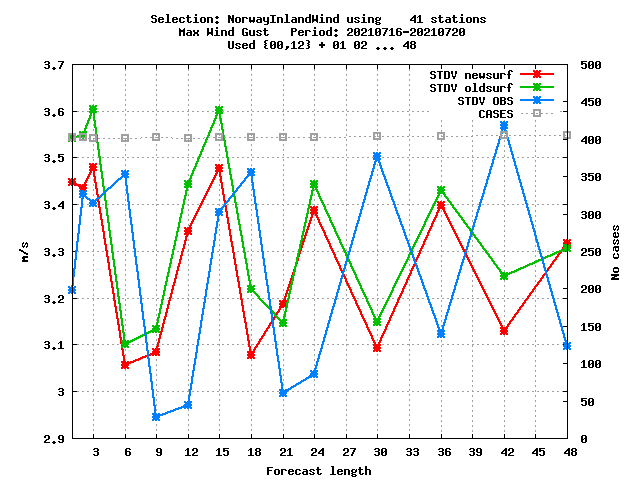 Selection: NorwayInlandWind using    41 stations
Max Wind Gust   Period: 20210716-20210720
Used {00,12} + 01 02 ... 48
3.7
3.6
3.5
3.4
3.3
3.2
3.1
3
2.9
m/s
500
450
400
350
300
250
200
150
100
50
0
No cases
STDV newsurf
STDV oldsurf
STDV OBS
CASES
3 6 9 12 15 18 21 24 27 30 33 36 39 42 45 48
Forecast length